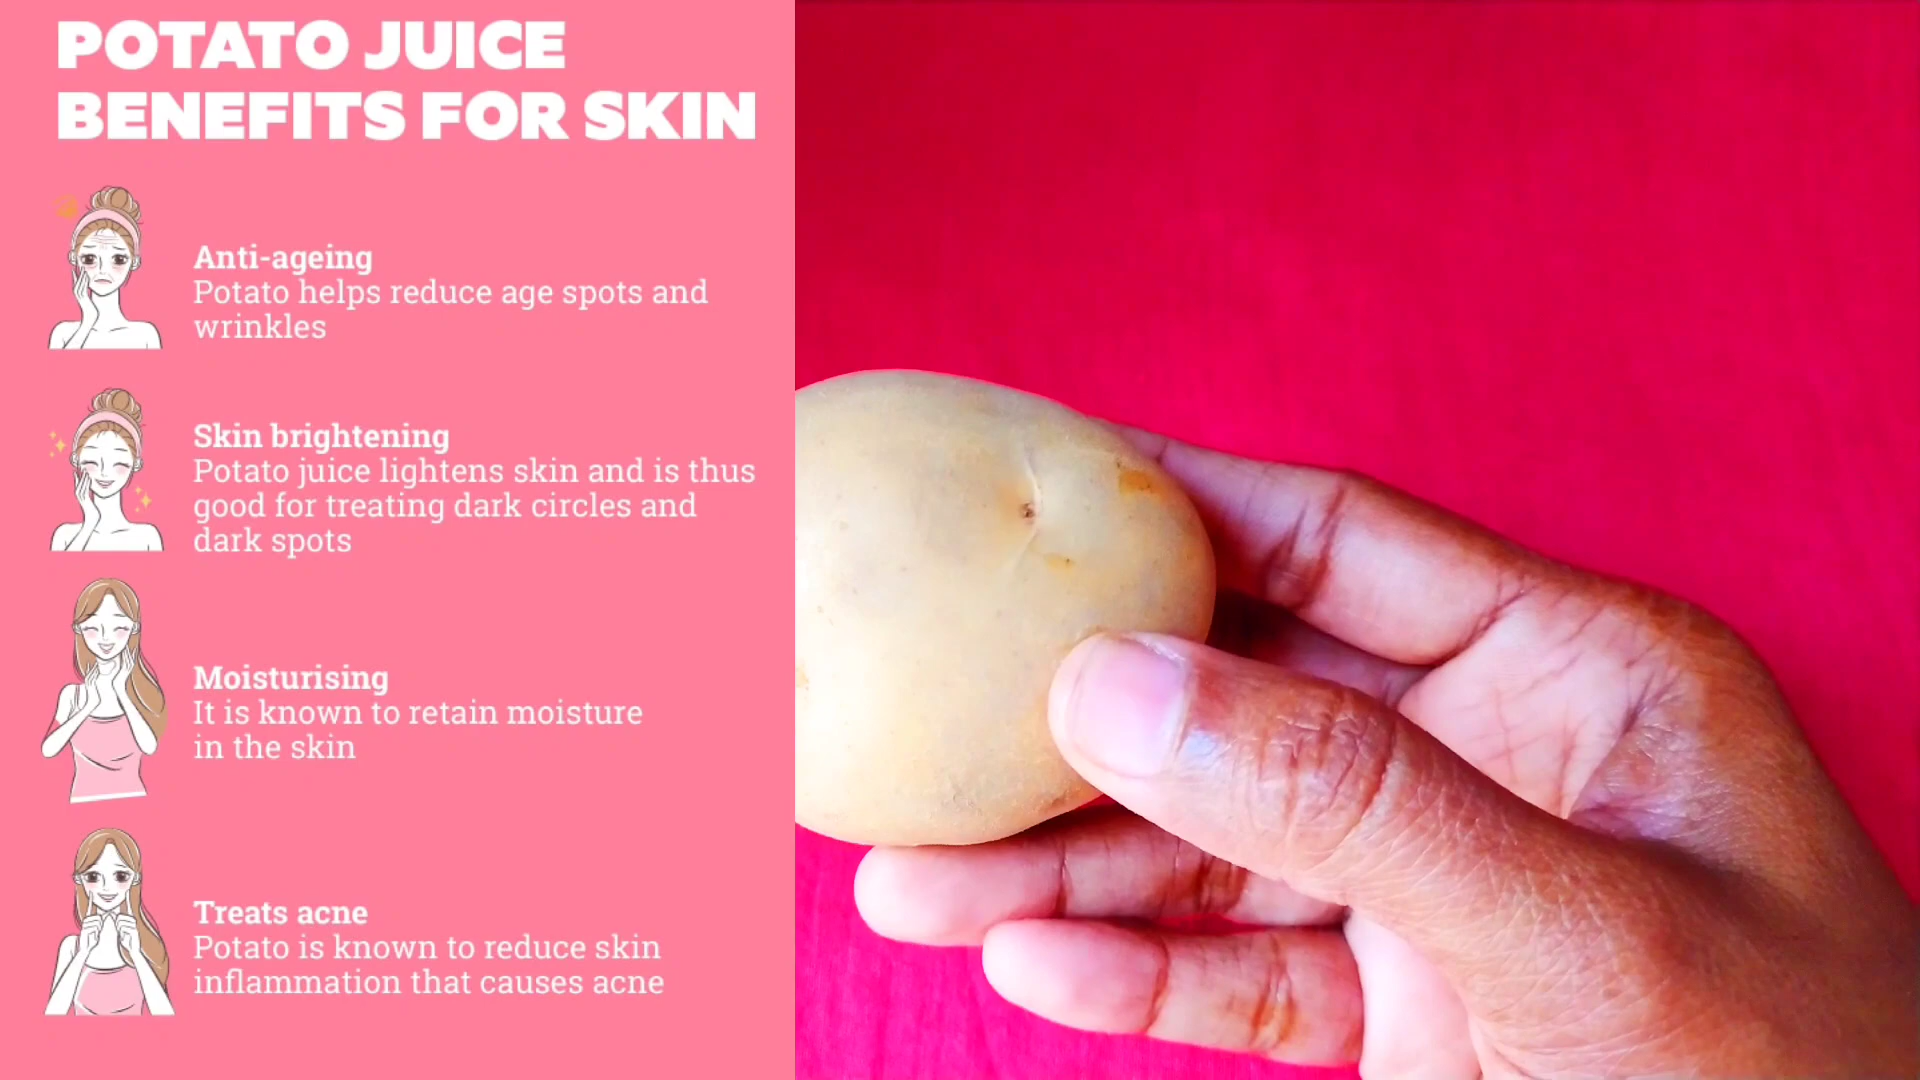 POTATO JUICE
BENEFITS FOR SKIN
Anti-ageing
Potato helps reduce age spots and
wrinkles
Skin brightening
Potato juice lightens skin and is thus
good for treating dark circles and
dark spots
Moisturising
It is known to retain moisture
in the skin
Treats acne
Potato is known to reduce skin
inflammation that causes acne